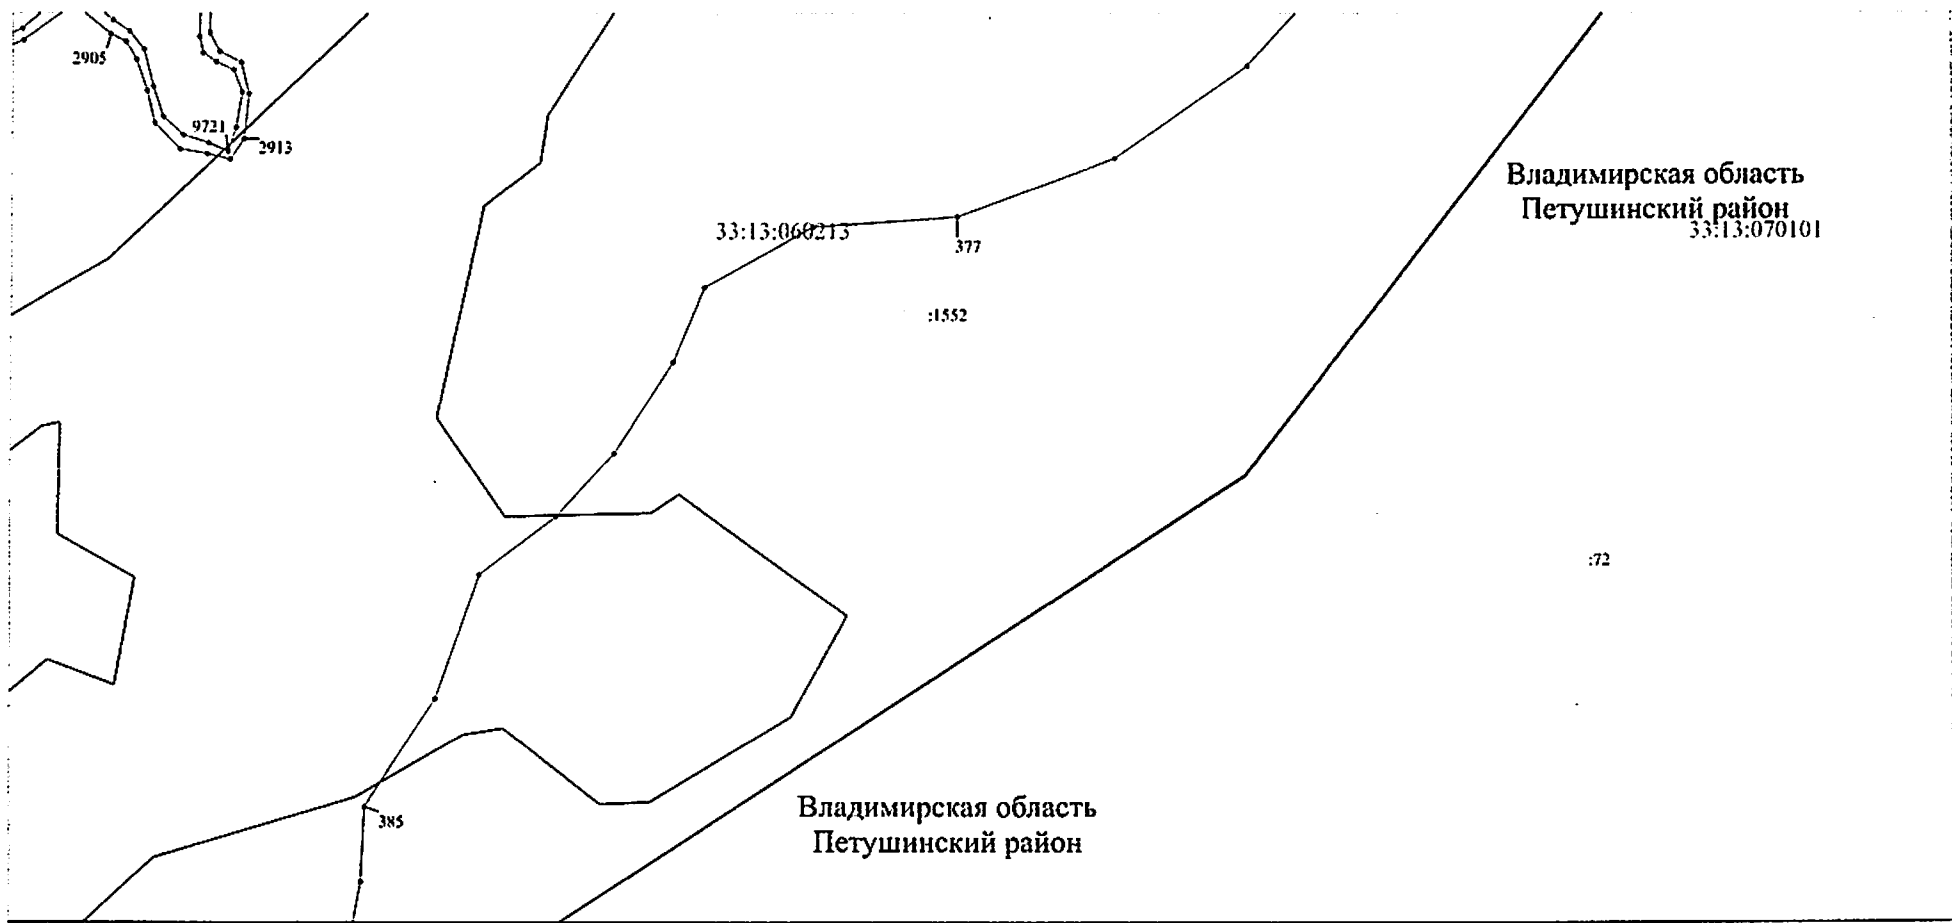 2905
9721
2913
Владимирская область
Петушинский район
33:13:060213
377
33:13:070101
:1552
:72
Владимирская область
385
Петушинский район